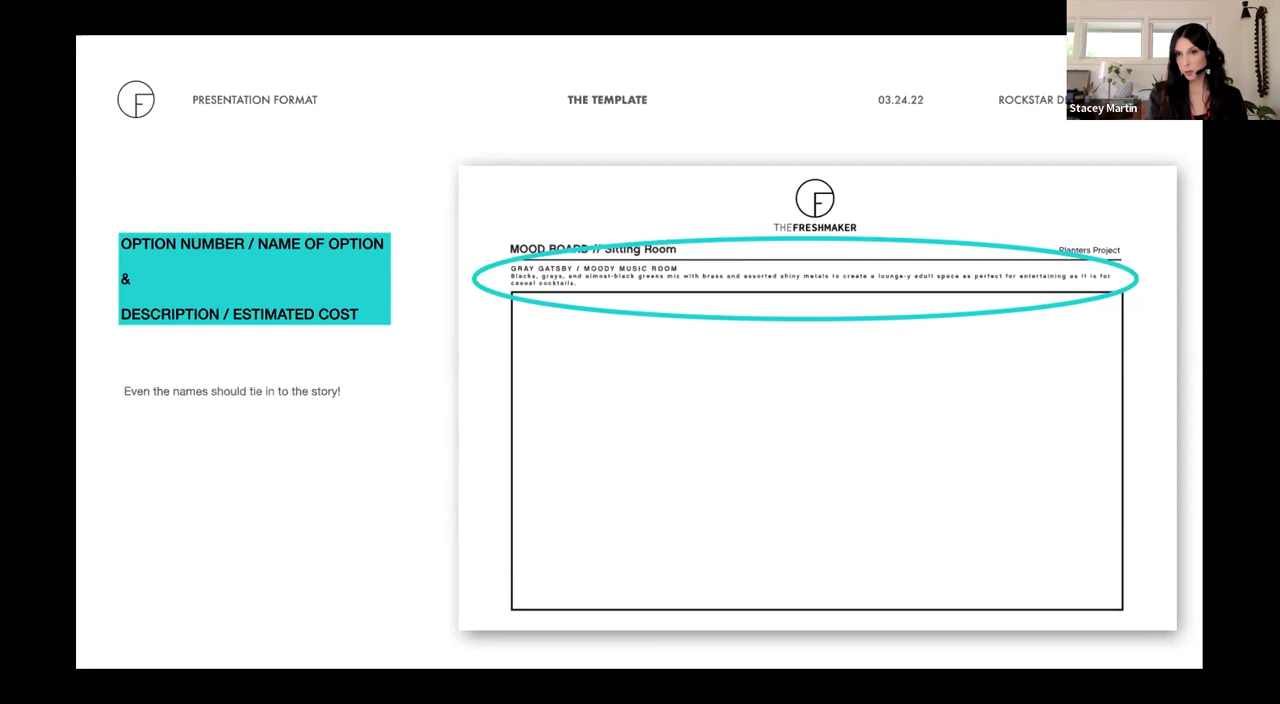 PRESENTATION FORMAT
THE TEMPLATE
03.24.22
ROCKSTAR
Stacey Martin
OPTION NUMBER / NAME OF OPTION
&
DESCRIPTION / ESTIMATED COST
Even the names should tie in to the story!
F
THEFRESHMAKER
MOOD BOARD // Sitting Room
Planters Project
GRAY GATSBY / MOODY MUSIC ROOM
Blacks, grays, and almost-black greens mix with brass and assorted shiny metals to create a lounge-y adult space as perfect for entertaining as it is for
casual cocktails.